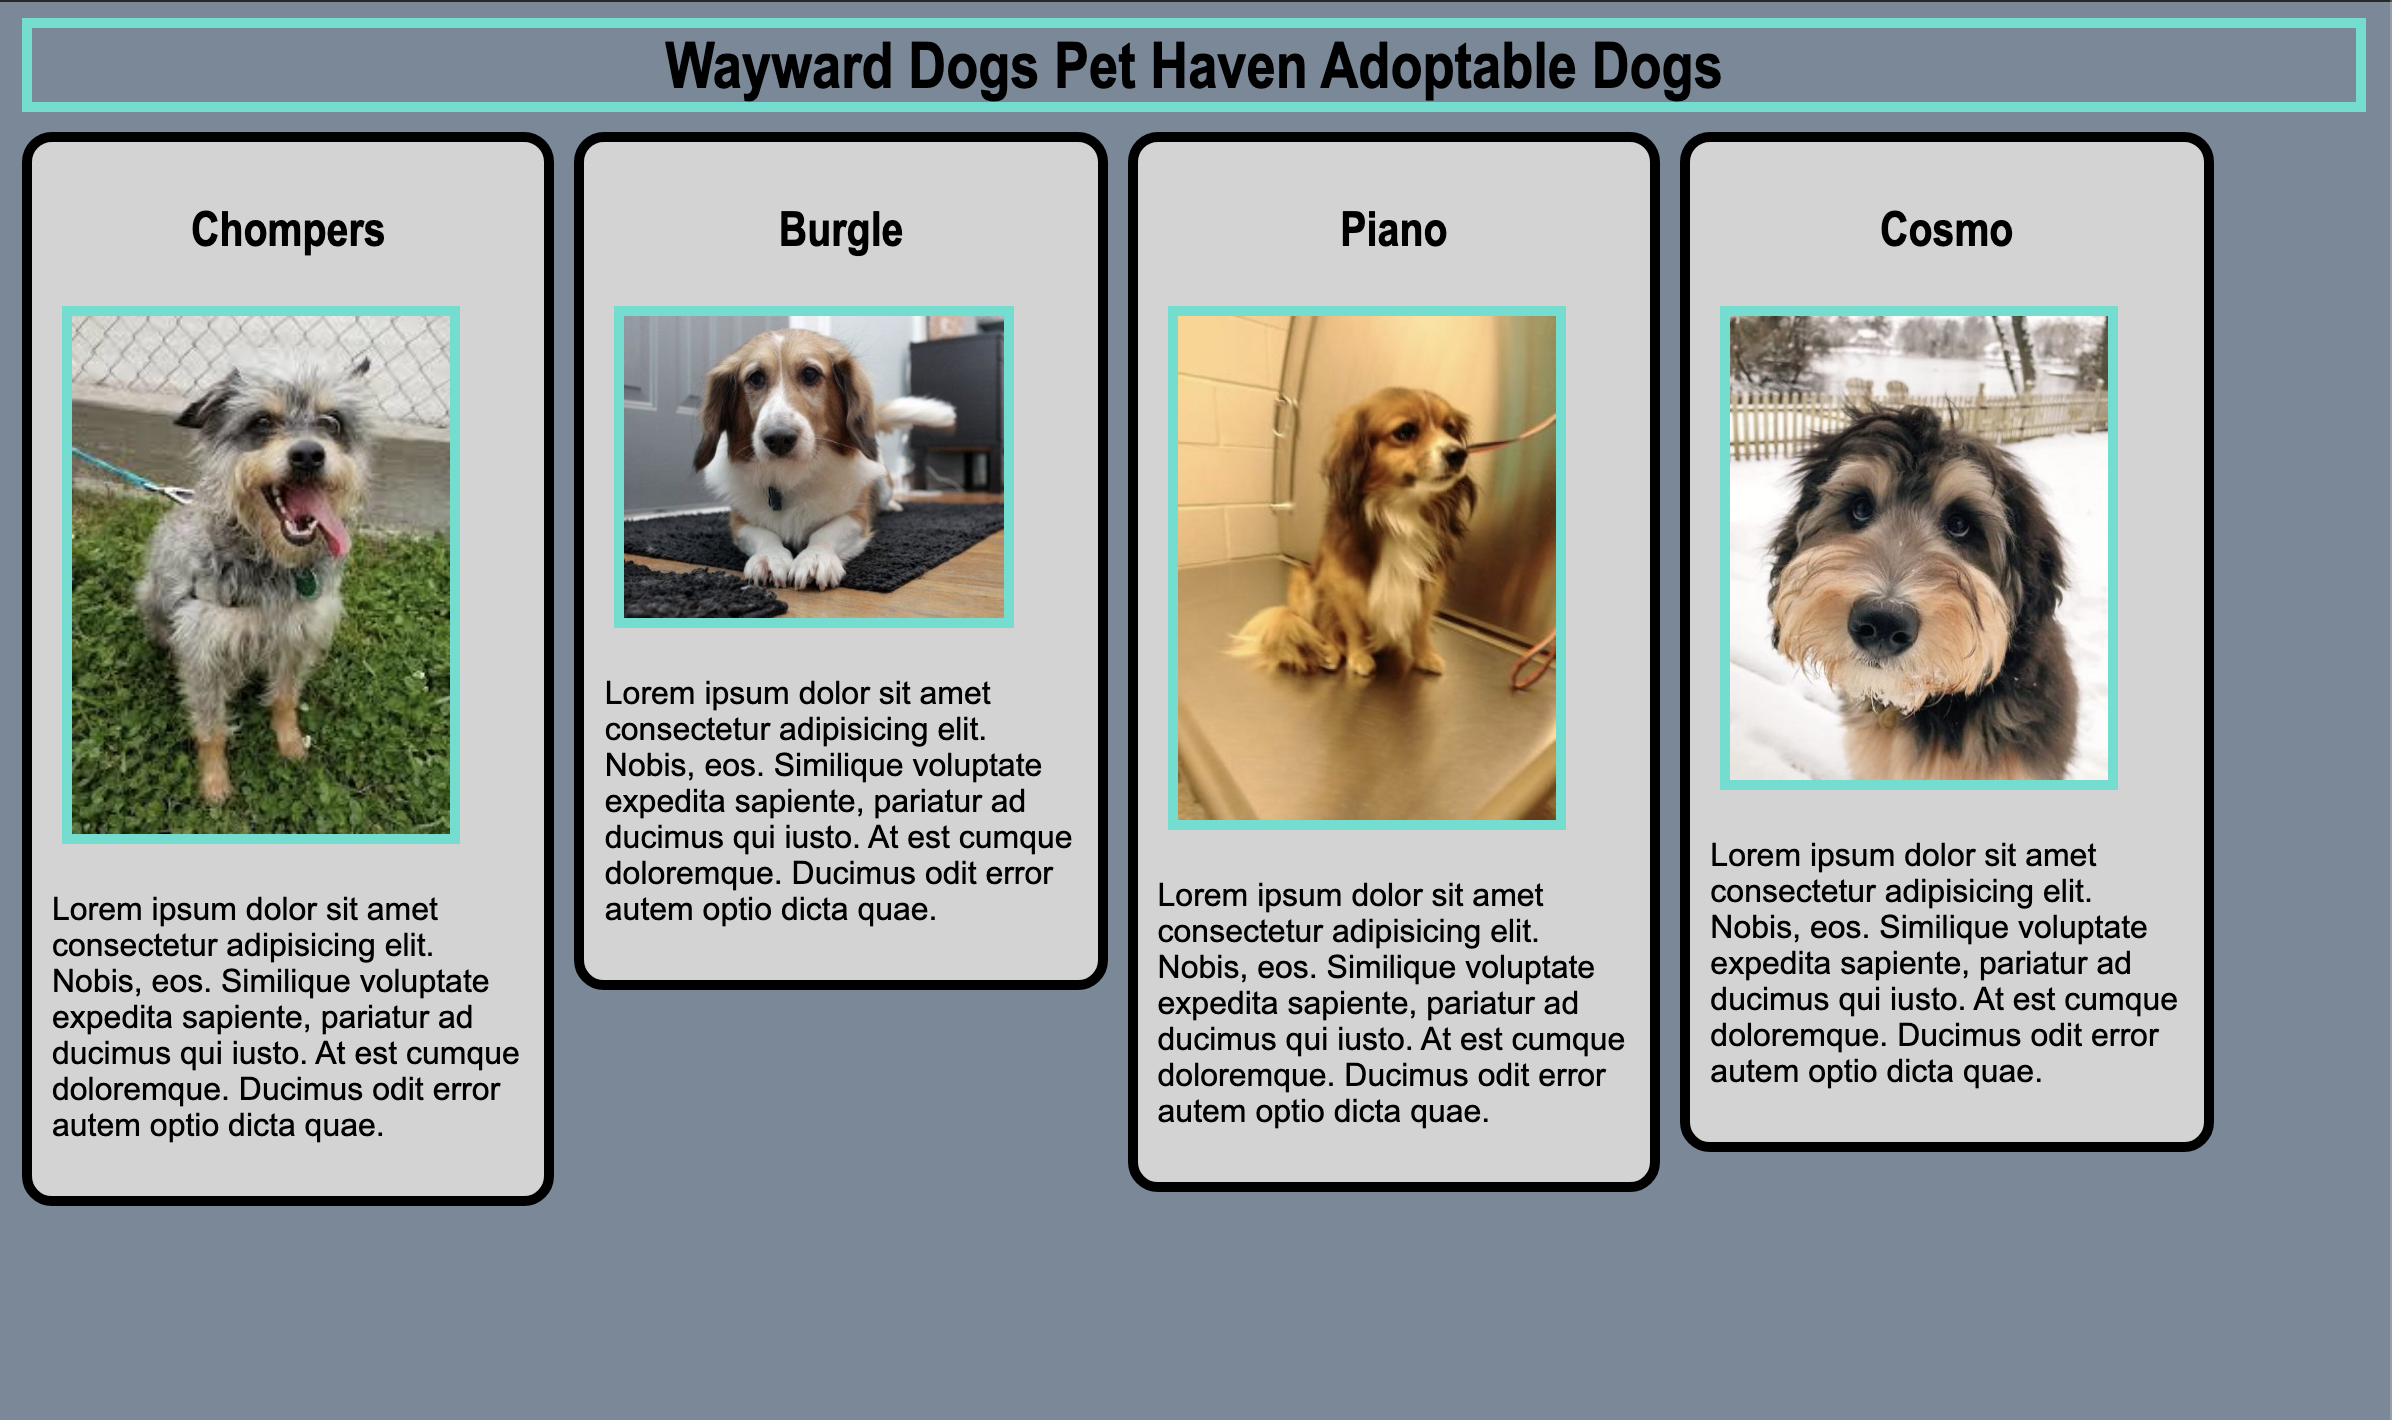 Wayward Dogs Pet Haven Adoptable Dogs
Chompers
Lorem ipsum dolor sit amet
consectetur adipisicing elit.
Nobis, eos. Similique voluptate
expedita sapiente, pariatur ad
ducimus qui iusto. At est cumque
doloremque. Ducimus odit error
autem optio dicta quae.
Burgle
Lorem ipsum dolor sit amet
consectetur adipisicing elit.
Nobis, eos. Similique voluptate
expedita sapiente, pariatur ad
ducimus qui iusto. At est cumque
doloremque. Ducimus odit error
autem optio dicta quae.
Piano
Lorem ipsum dolor sit amet
consectetur adipisicing elit.
Nobis, eos. Similique voluptate
expedita sapiente, pariatur ad
ducimus qui iusto. At est cumque
doloremque. Ducimus odit error
autem optio dicta quae.
Cosmo
Lorem ipsum dolor sit amet
consectetur adipisicing elit.
Nobis, eos. Similique voluptate
expedita sapiente, pariatur ad
ducimus qui iusto. At est cumque
doloremque. Ducimus odit error
autem optio dicta quae.